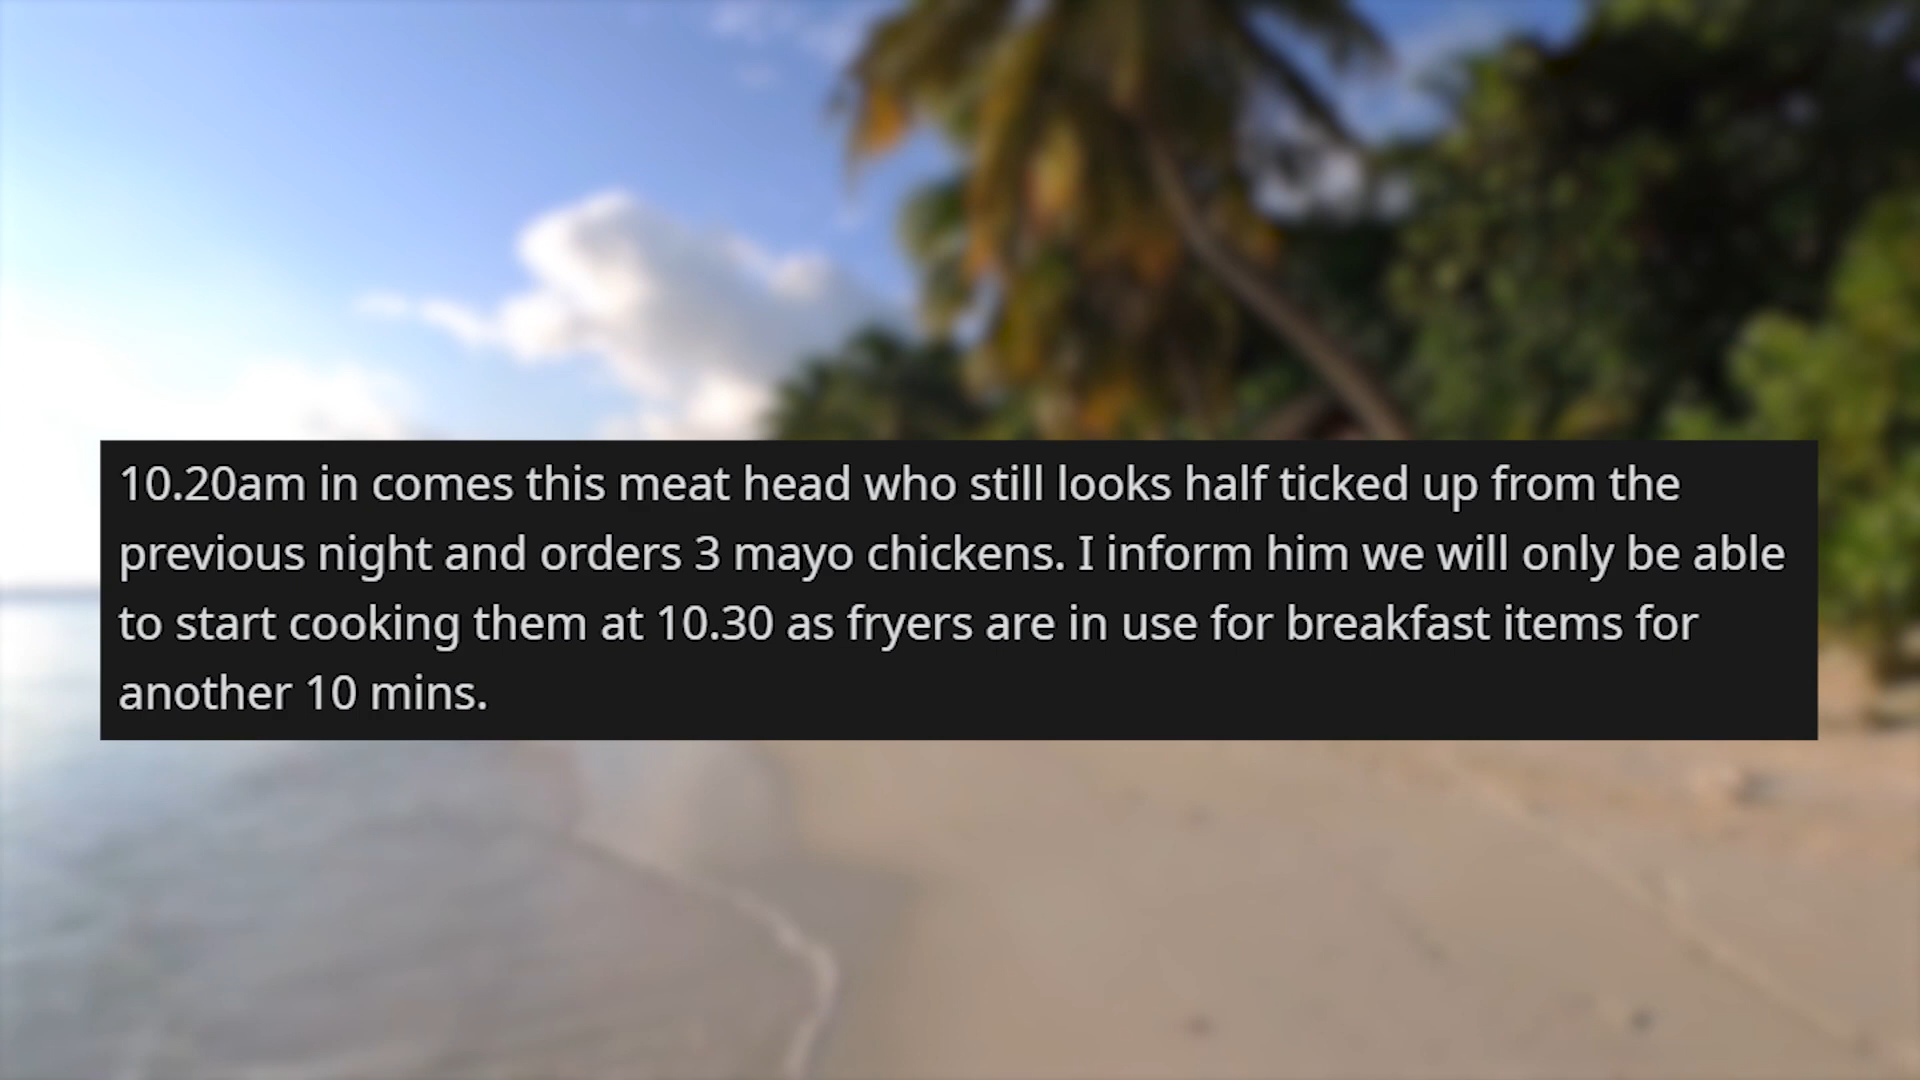 10.20am in comes this meat head who still looks half ticked up from the
previous night and orders 3 mayo chickens. I inform him we will only be able
to start cooking them at 10.30 as fryers are in use for breakfast items for
another 10 mins.